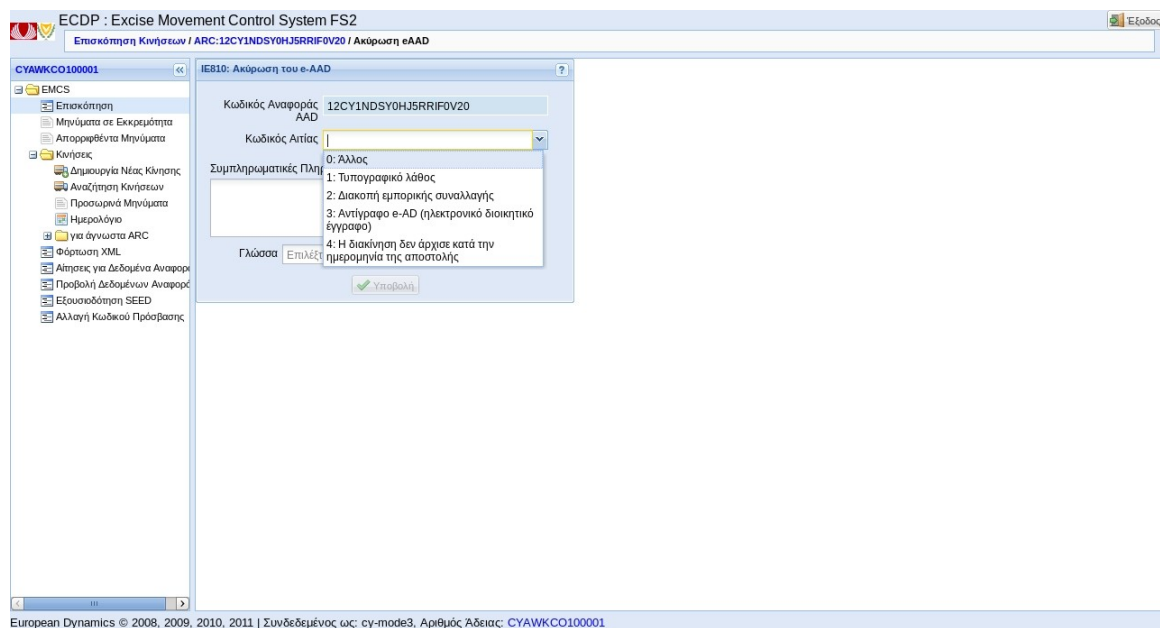 ECDP : Excise Movement Control System FS2
Έξοδος
Επισκόπηση Κινήσεων / ARC:12CY1NDSY0HJ5RRIF0V20 / Ακύρωση eAAD
CYAWKCO100001
EMCS
Επισκόπηση
Μηνύματα σε Εκκρεμότητα
Απορριφθέντα Μηνύματα
Κινήσεις
Δημιουργία Νέας Κίνησης
Αναζήτηση Κινήσεων
Προσωρινά Μηνύματα
Ημερολόγιο
για άγνωστα ARC
Φόρτωση XML
Αίτησεις για Δεδομένα Αναφορ
Προβολή Δεδομένων Αναφορ
Εξουσιοδότηση SEED
Αλλαγή Κωδικού Πρόσβασης
IE810: Ακύρωση του e-AAD
Κωδικός Αναφοράς
AAD
12CY1NDSY0HJ5RRIF0V20
Κωδικός Αιτίας
0: Άλλος
Συμπληρωματικές Πλη
1: Τυπογραφικό λάθος
2: Διακοπή εμπορικής συναλλαγής
3: Αντίγραφο e-AD (ηλεκτρονικό διοικητικό
έγγραφο)
4: Η διακίνηση δεν άρχισε κατά την
ημερομηνία της αποστολής
Γλώσσα Επιλέξτ
Υποβολή
European Dynamics © 2008, 2009, 2010, 2011 | Συνδεδεμένος ως: cy-mode3, Αριθμός Άδειας: CYAWKCO100001